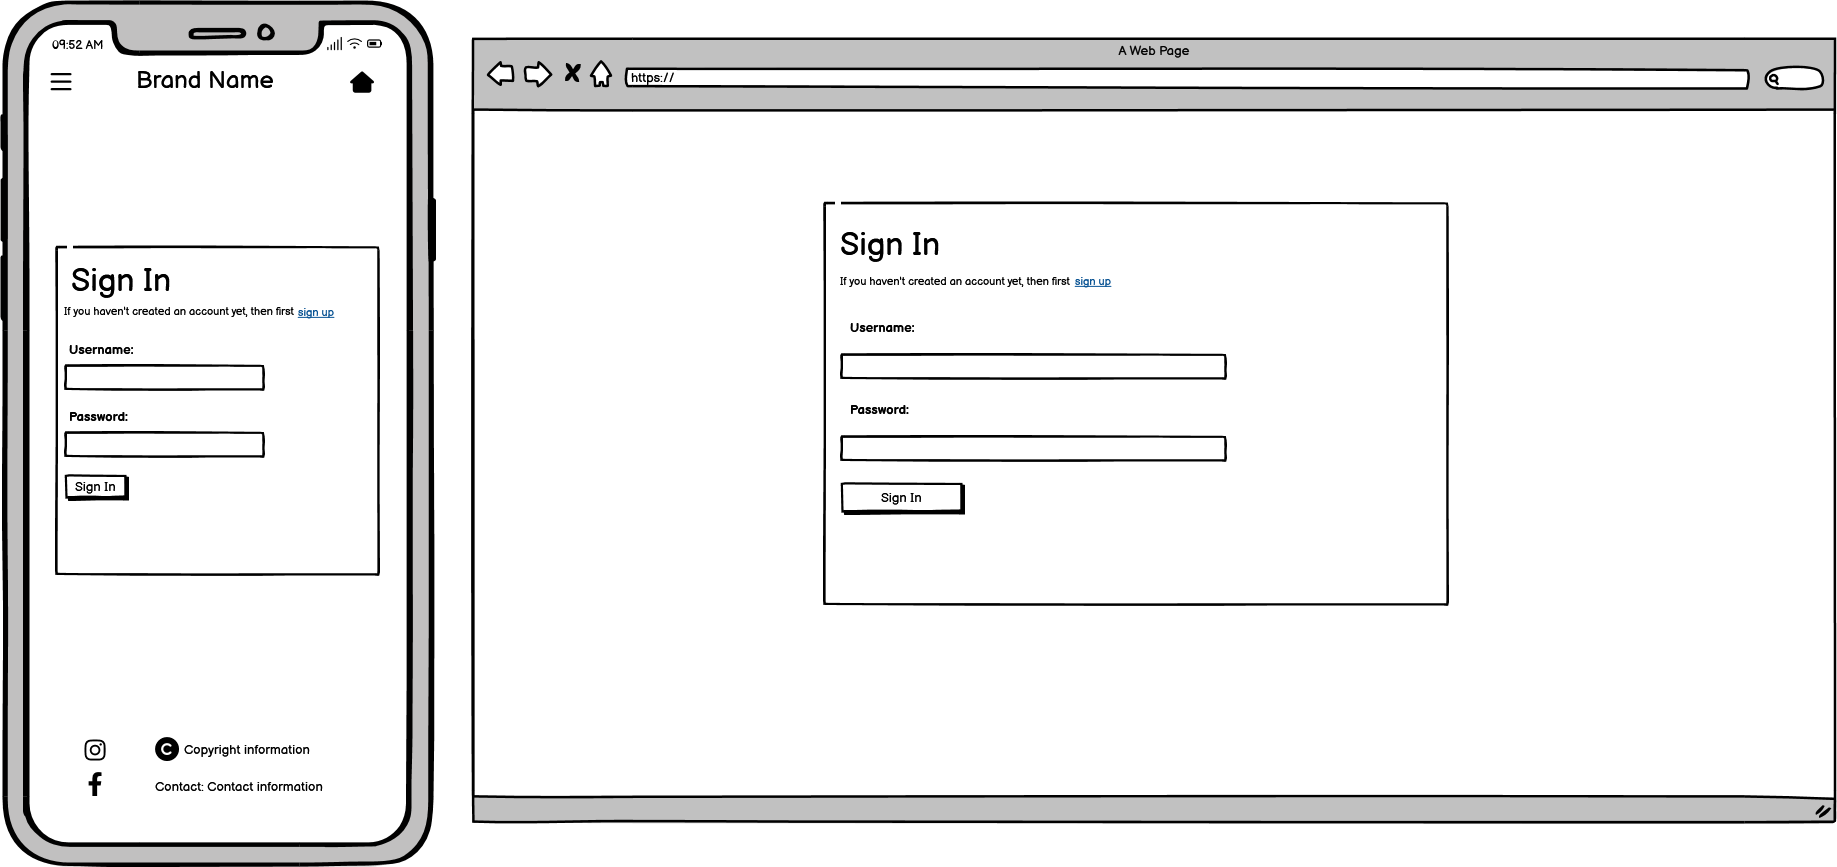 09:52 AM
Brand Name
Sign In
If you haven't created an account yet, then first sign up
Username:
Password:
Sign In
Copyright information
Contact: Contact information
A Web Page
https://
Sign In
If you haven't created an account yet, then first sign up
Username:
Password:
Sign In